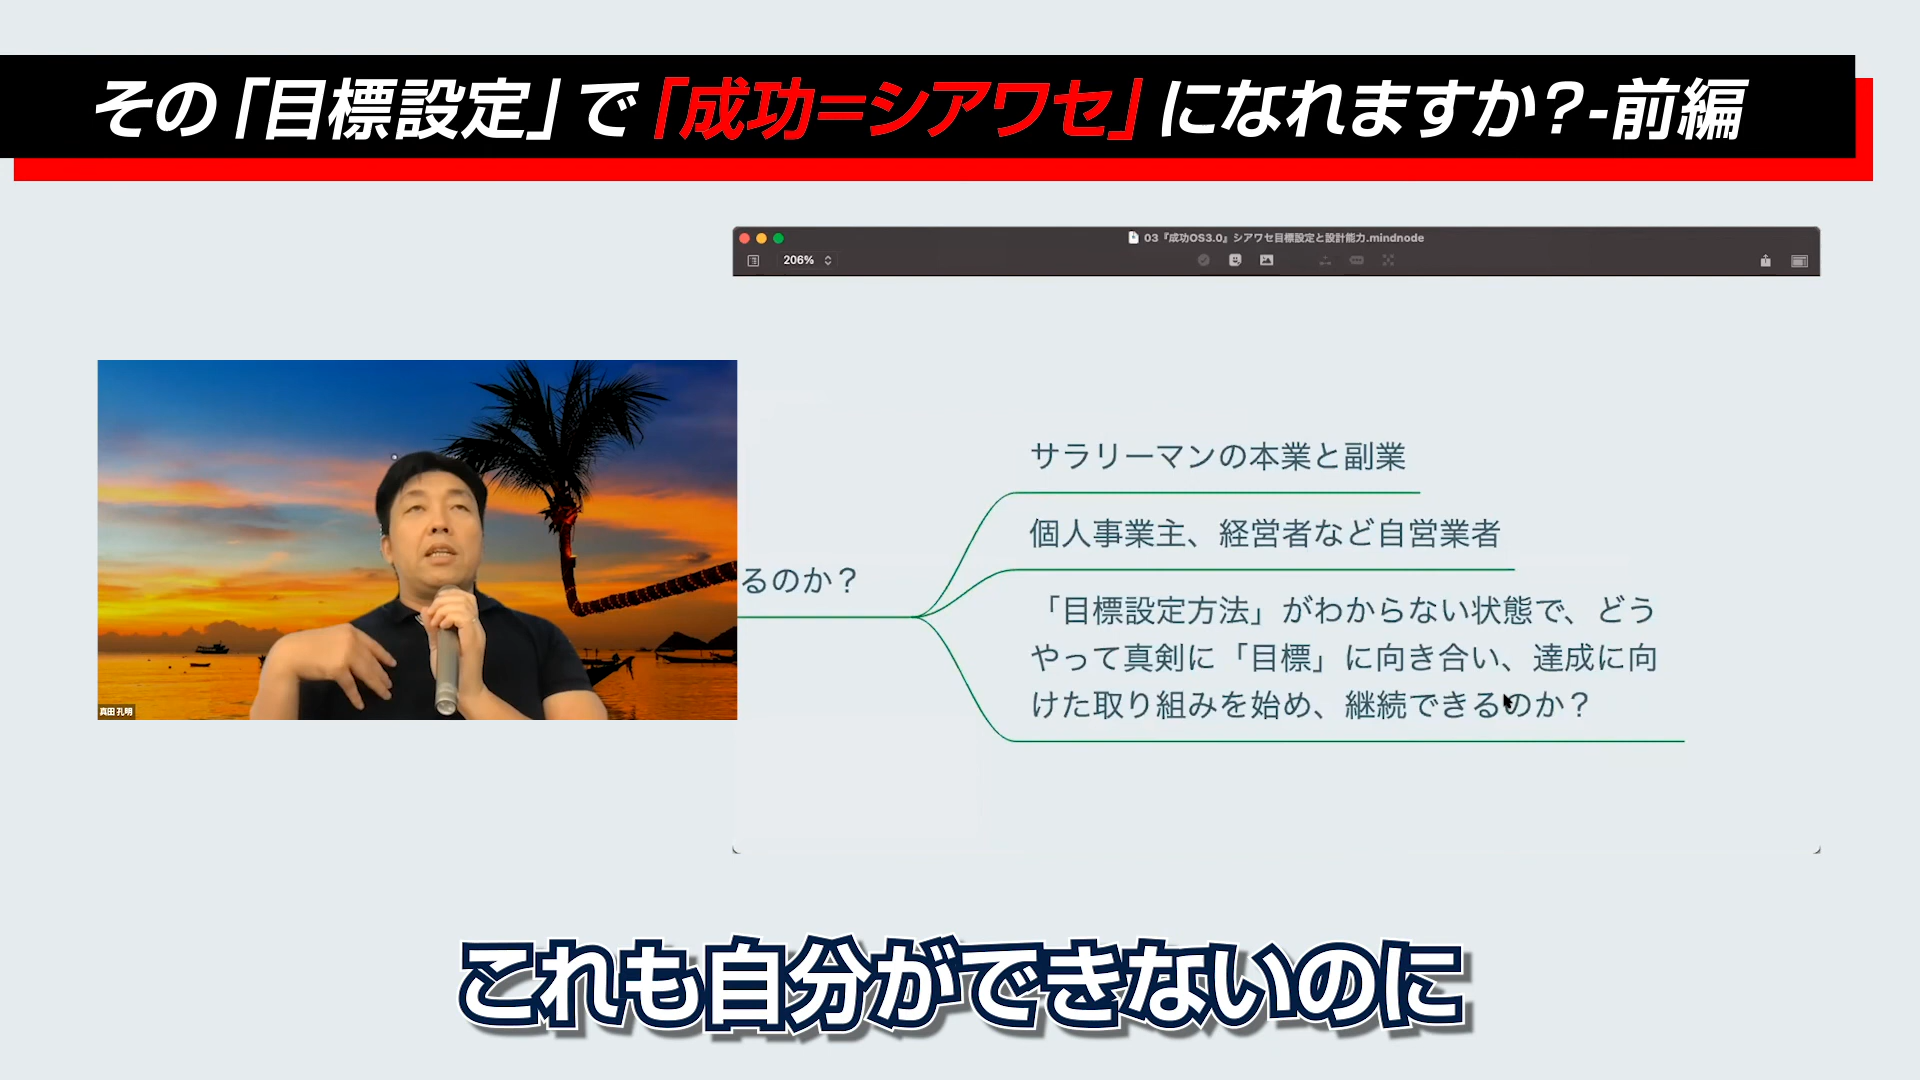 その「目標設定」で「成功＝シアワセ」になれますか？-前編
03『成功OS3.0』シアワセ目標設定と設計能力.mindnode
206%
サラリーマンの本業と副業
個人事業主、経営者など自営業者
るのか？
「目標設定方法」がわからない状態で、どう
やって真剣に「目標」に向き合い、達成に向
けた取り組みを始め、継続できるのか？
真田 孔明
これも自分ができないのに